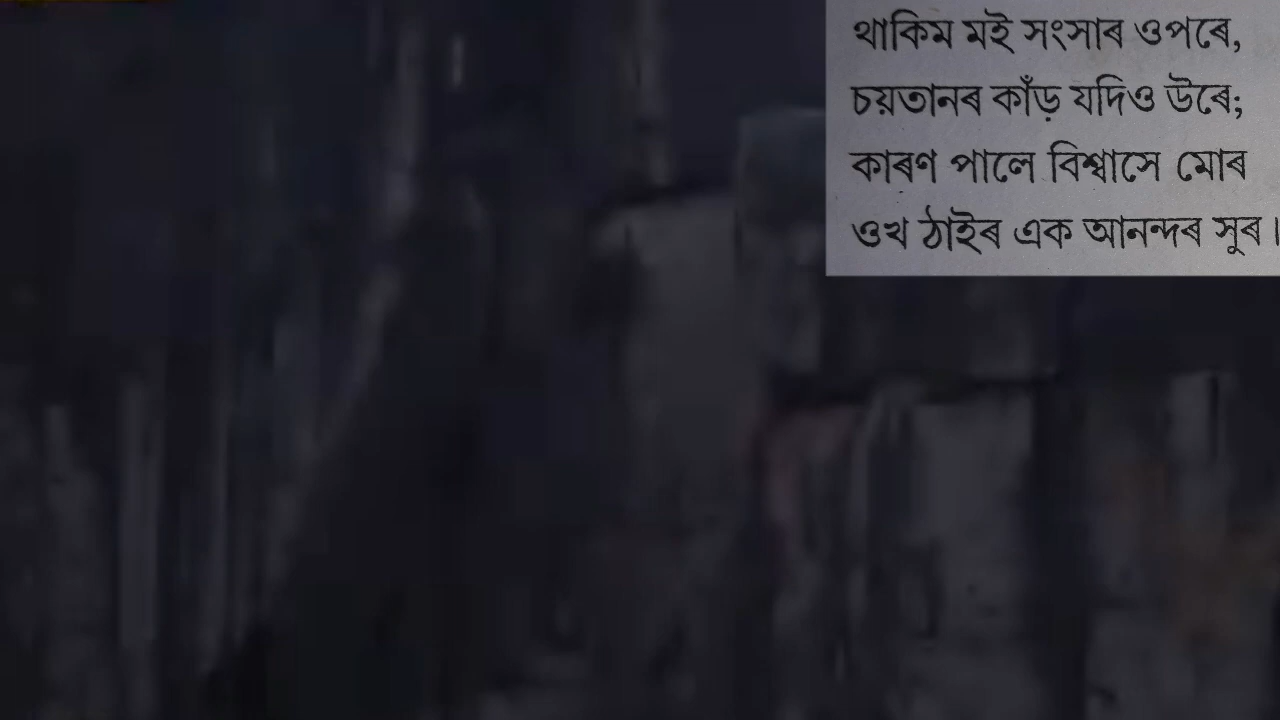 থাকিম মই সংসাৰ ওপৰে,
চয়তানৰ কাঁড় যদিও উৰে;
কাৰণ পালে বিশ্বাসে মোৰ
ওখ ঠাইৰ এক আনন্দৰ সুৰ।